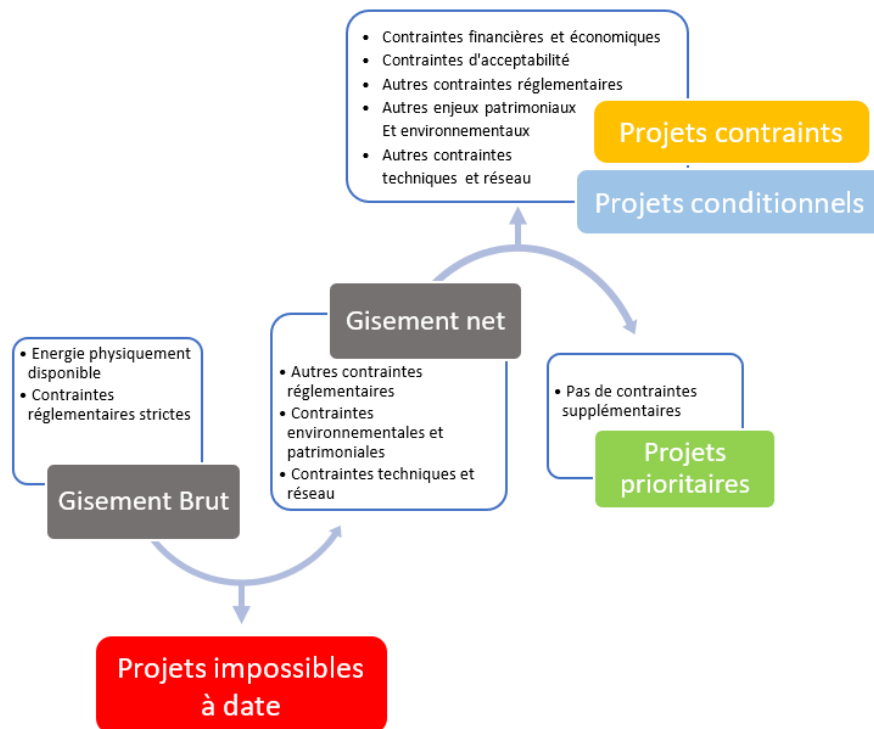 • Contraintes financières et économiques
• Contraintes d'acceptabilité
• Autres contraintes réglementaires
• Autres enjeux patrimoniaux
Et environnementaux
• Autres contraintes
techniques et réseau
Projets contraints
Projets conditionnels
Gisement net
• Autres contraintes
réglementaires
• Contraintes
environnementales et
patrimoniales
• Contraintes techniques et
réseau
• Energie physiquement
disponible
• Contraintes
réglementaires strictes
Gisement Brut
• Pas de contraintes
supplémentaires
Projets
prioritaires
Projets impossibles
à date